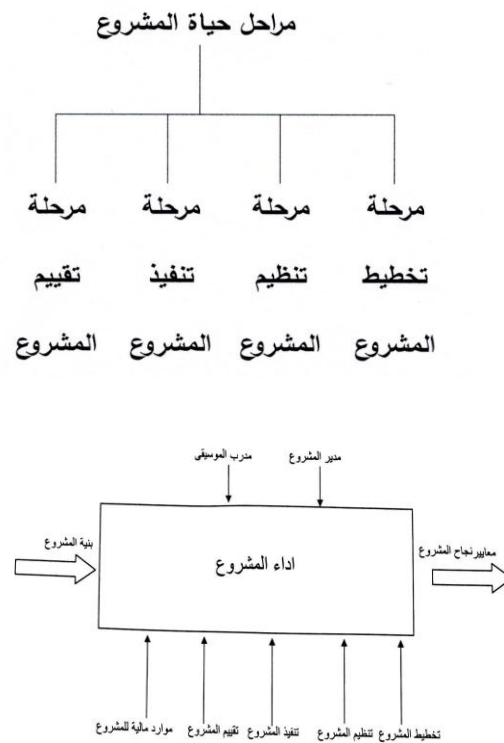 مراحل حياة المشروع
مرحلة تخطيط المشروع
مرحلة تنظيم المشروع
مرحلة تنفيذ المشروع
مرحلة تقييم المشروع
مدير المشروع
مدرب الموسيقى
بنية المشروع
اداء المشروع
معايير نجاح المشروع
تخطيط المشروع
تنظيم المشروع
تنفيذ المشروع
تقييم المشروع
موارد مالية للمشروع